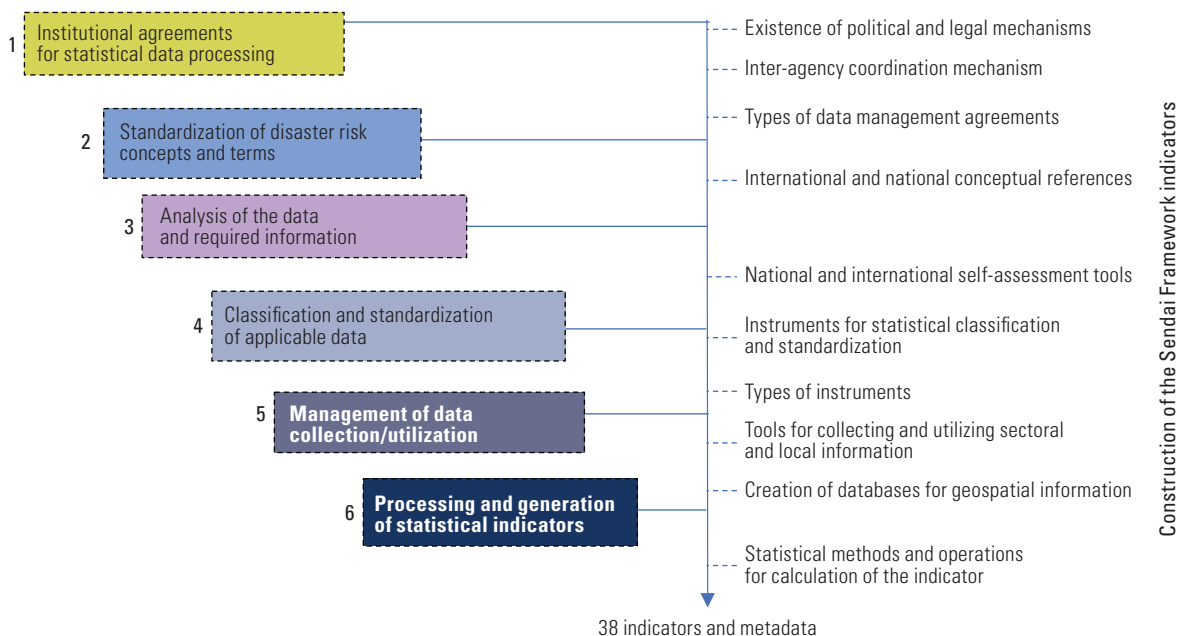 1
Institutional agreements
for statistical data processing
2
Standardization of disaster risk
concepts and terms
3
Analysis of the data
and required information
4
Classification and standardization
of applicable data
5
Management of data
collection/utilization
6
Processing and generation
of statistical indicators
Existence of political and legal mechanisms
Inter-agency coordination mechanism
Types of data management agreements
International and national conceptual references
National and international self-assessment tools
Instruments for statistical classification
and standardization
Types of instruments
Tools for collecting and utilizing sectoral
and local information
Creation of databases for geospatial information
Statistical methods and operations
for calculation of the indicator
38 indicators and metadata
Construction of the Sendai Framework indicators